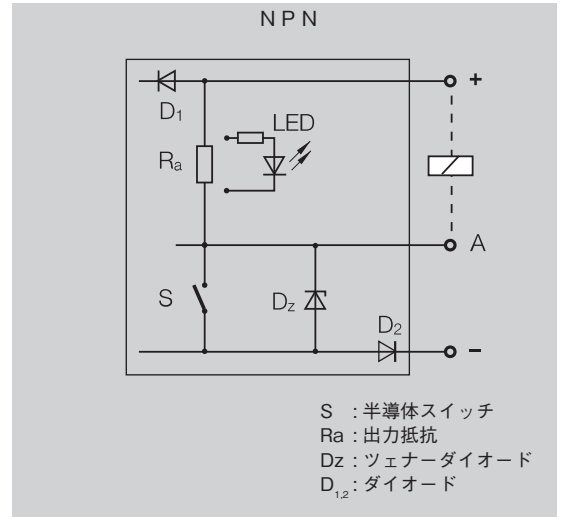 NPN
+
D1
LED
Ra
A
S
Dz
D2
−
S : 半導体スイッチ
Ra : 出力抵抗
Dz : ツェナーダイオード
D1,2 : ダイオード